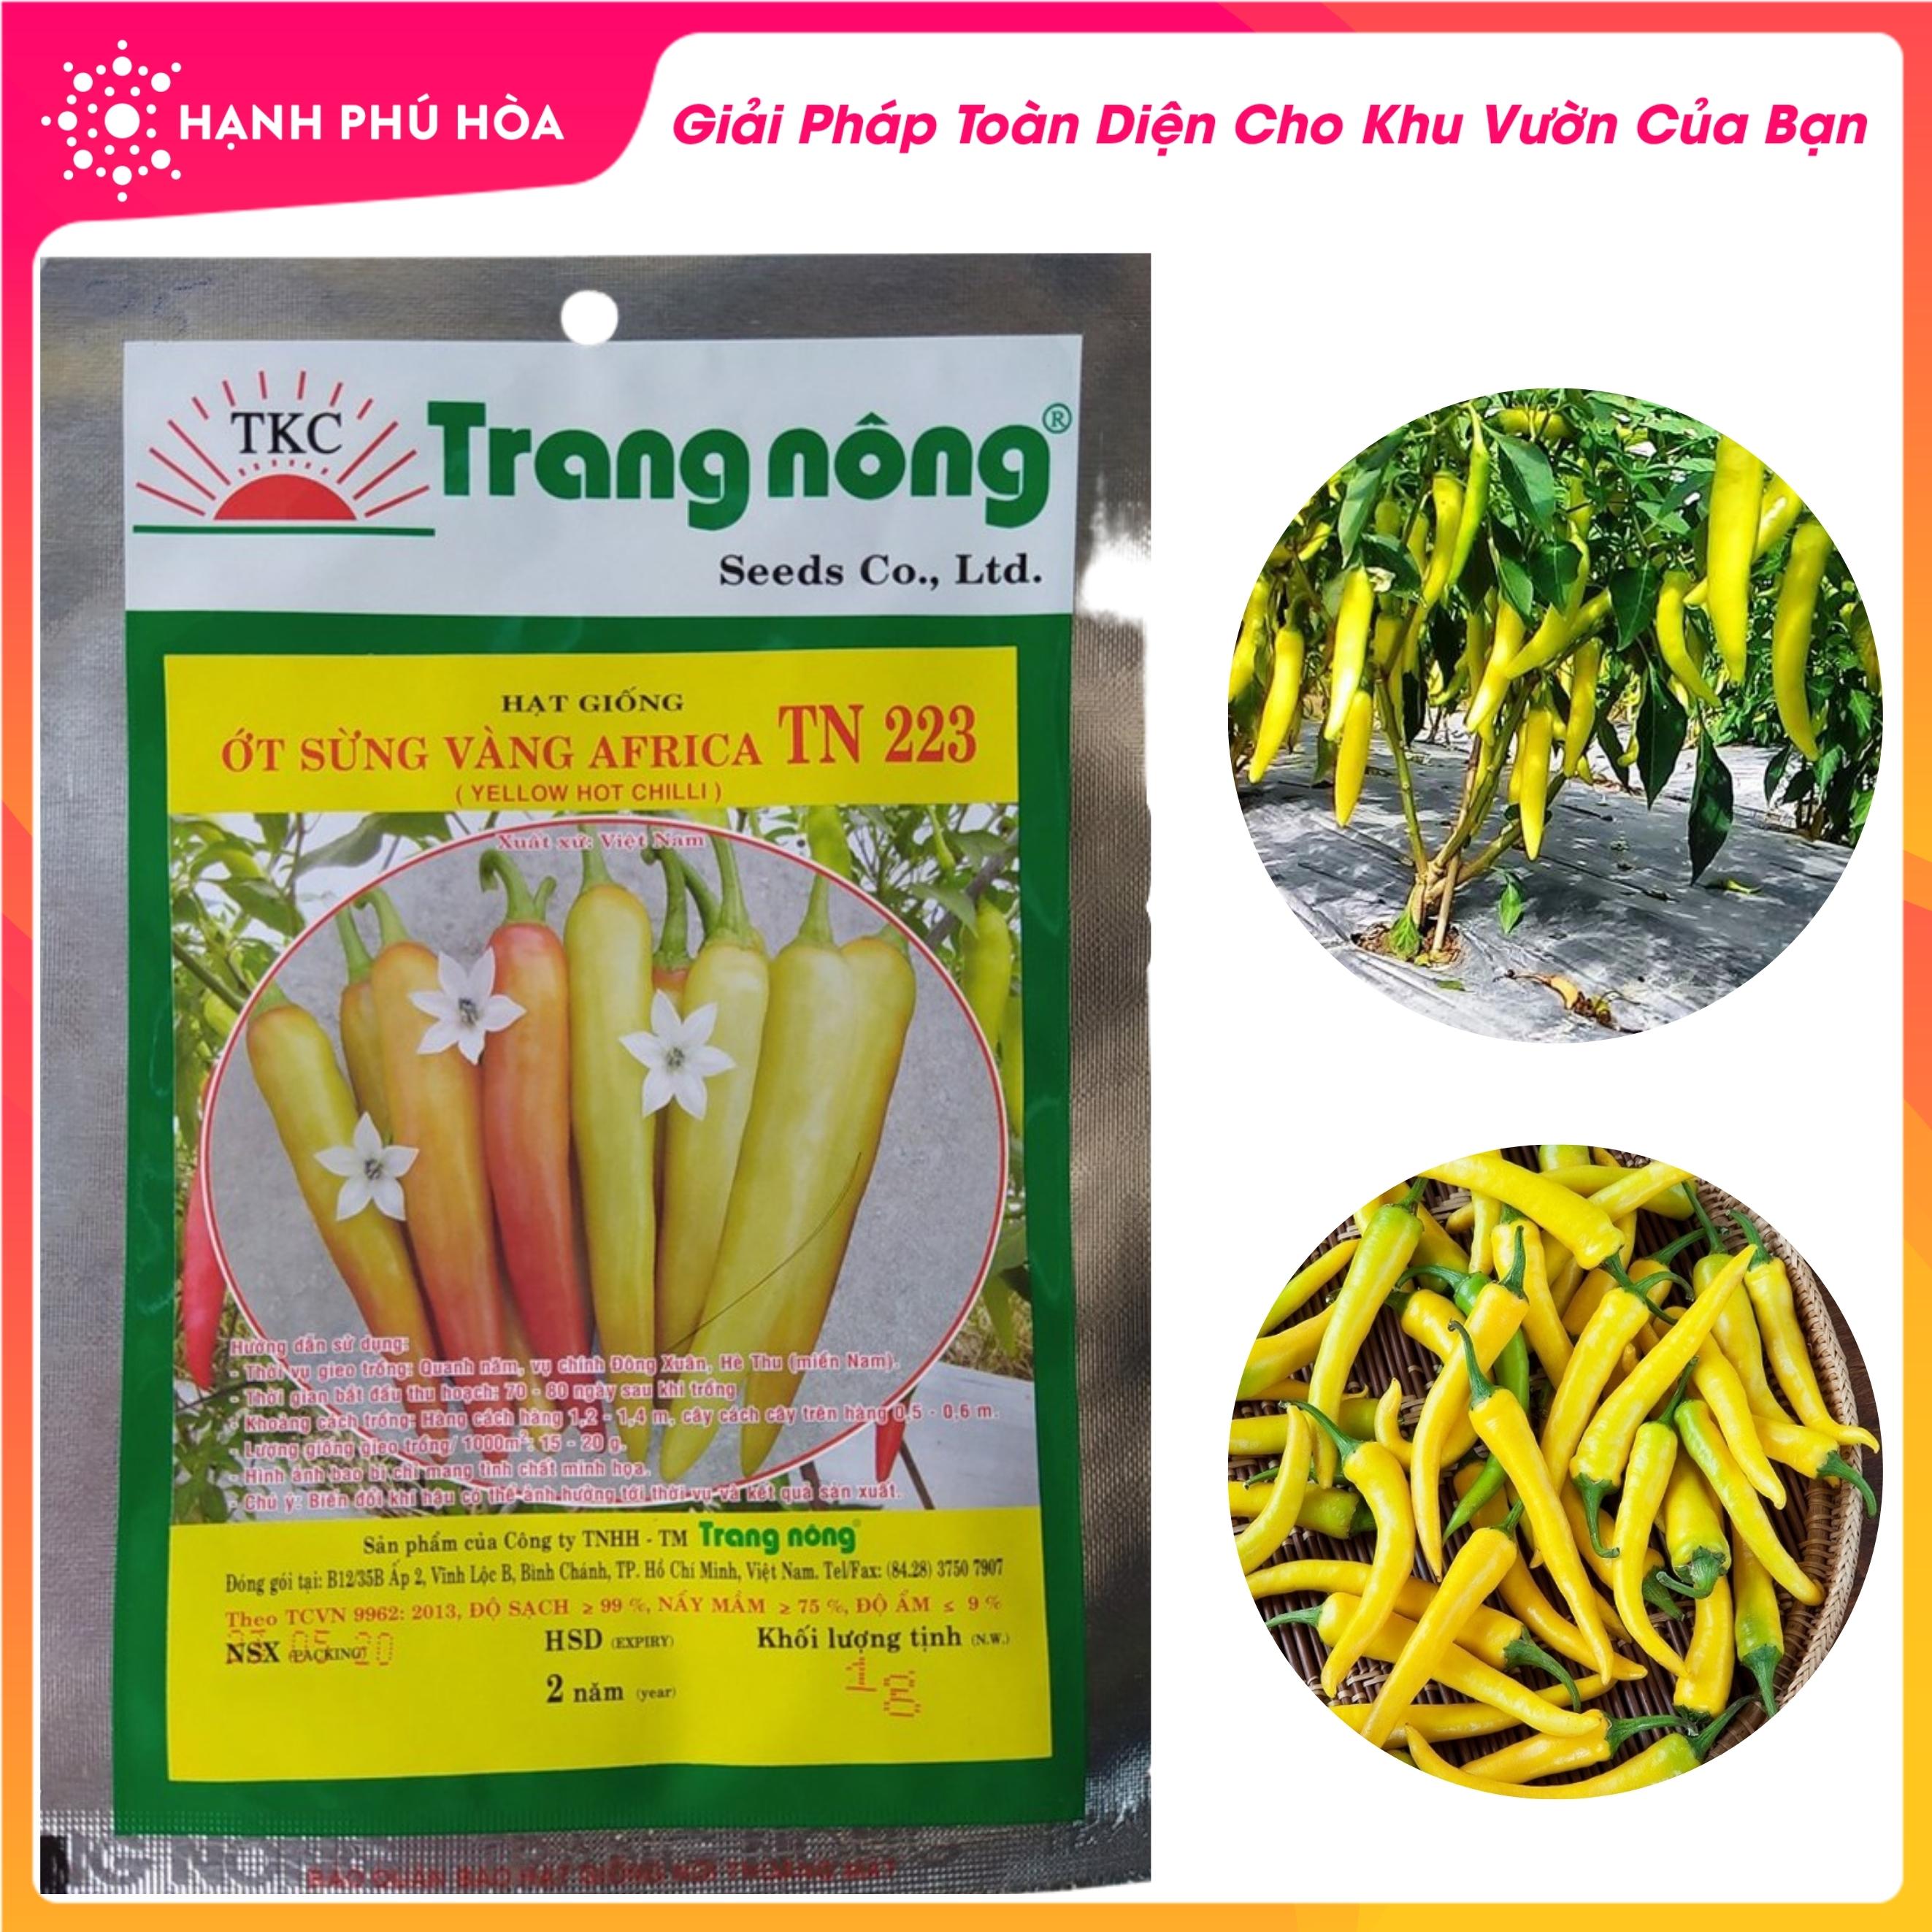 HẠNH PHÚ HÒA
Giải Pháp Toàn Diện Cho Khu Vườn Của Bạn
TKC
Trang nông®
Seeds Co., Ltd.
HẠT GIỐNG
ỚT SỪNG VÀNG AFRICA TN 223
( YELLOW HOT CHILLI )
Xuất xứ: Việt Nam
Hướng dẫn sử dụng:
- Thời vụ gieo trồng: Quanh năm, vụ chính Đông Xuân, Hè Thu (miền Nam).
- Thời gian bắt đầu thu hoạch: 70 - 80 ngày sau khi trồng
- Khoảng cách trồng: Hàng cách hàng 1,2 - 1,4 m, cây cách cây trên hàng 0,5 - 0,6 m.
- Lượng giống gieo trồng/ 1000m²: 15 - 20 g.
- Hình ảnh bao bì chỉ mang tính chất minh họa.
- Chú ý: Biến đổi khí hậu có thể ảnh hưởng tới thời vụ và kết quả sản xuất.
Sản phẩm của Công ty TNHH - TM Trang nông®
Đóng gói tại: B12/35B Ấp 2, Vĩnh Lộc B, Bình Chánh, TP. Hồ Chí Minh, Việt Nam. Tel/Fax: (84.28) 3750 7907
Theo TCVN 9962: 2013, ĐỘ SẠCH ≥ 99 %, NẨY MẦM ≥ 75 %, ĐỘ ẨM ≤ 9 %
NSX (PACKING) HSD (EXPIRY) Khối lượng tịnh (N.W.)
05 20
2 năm (year)
1g